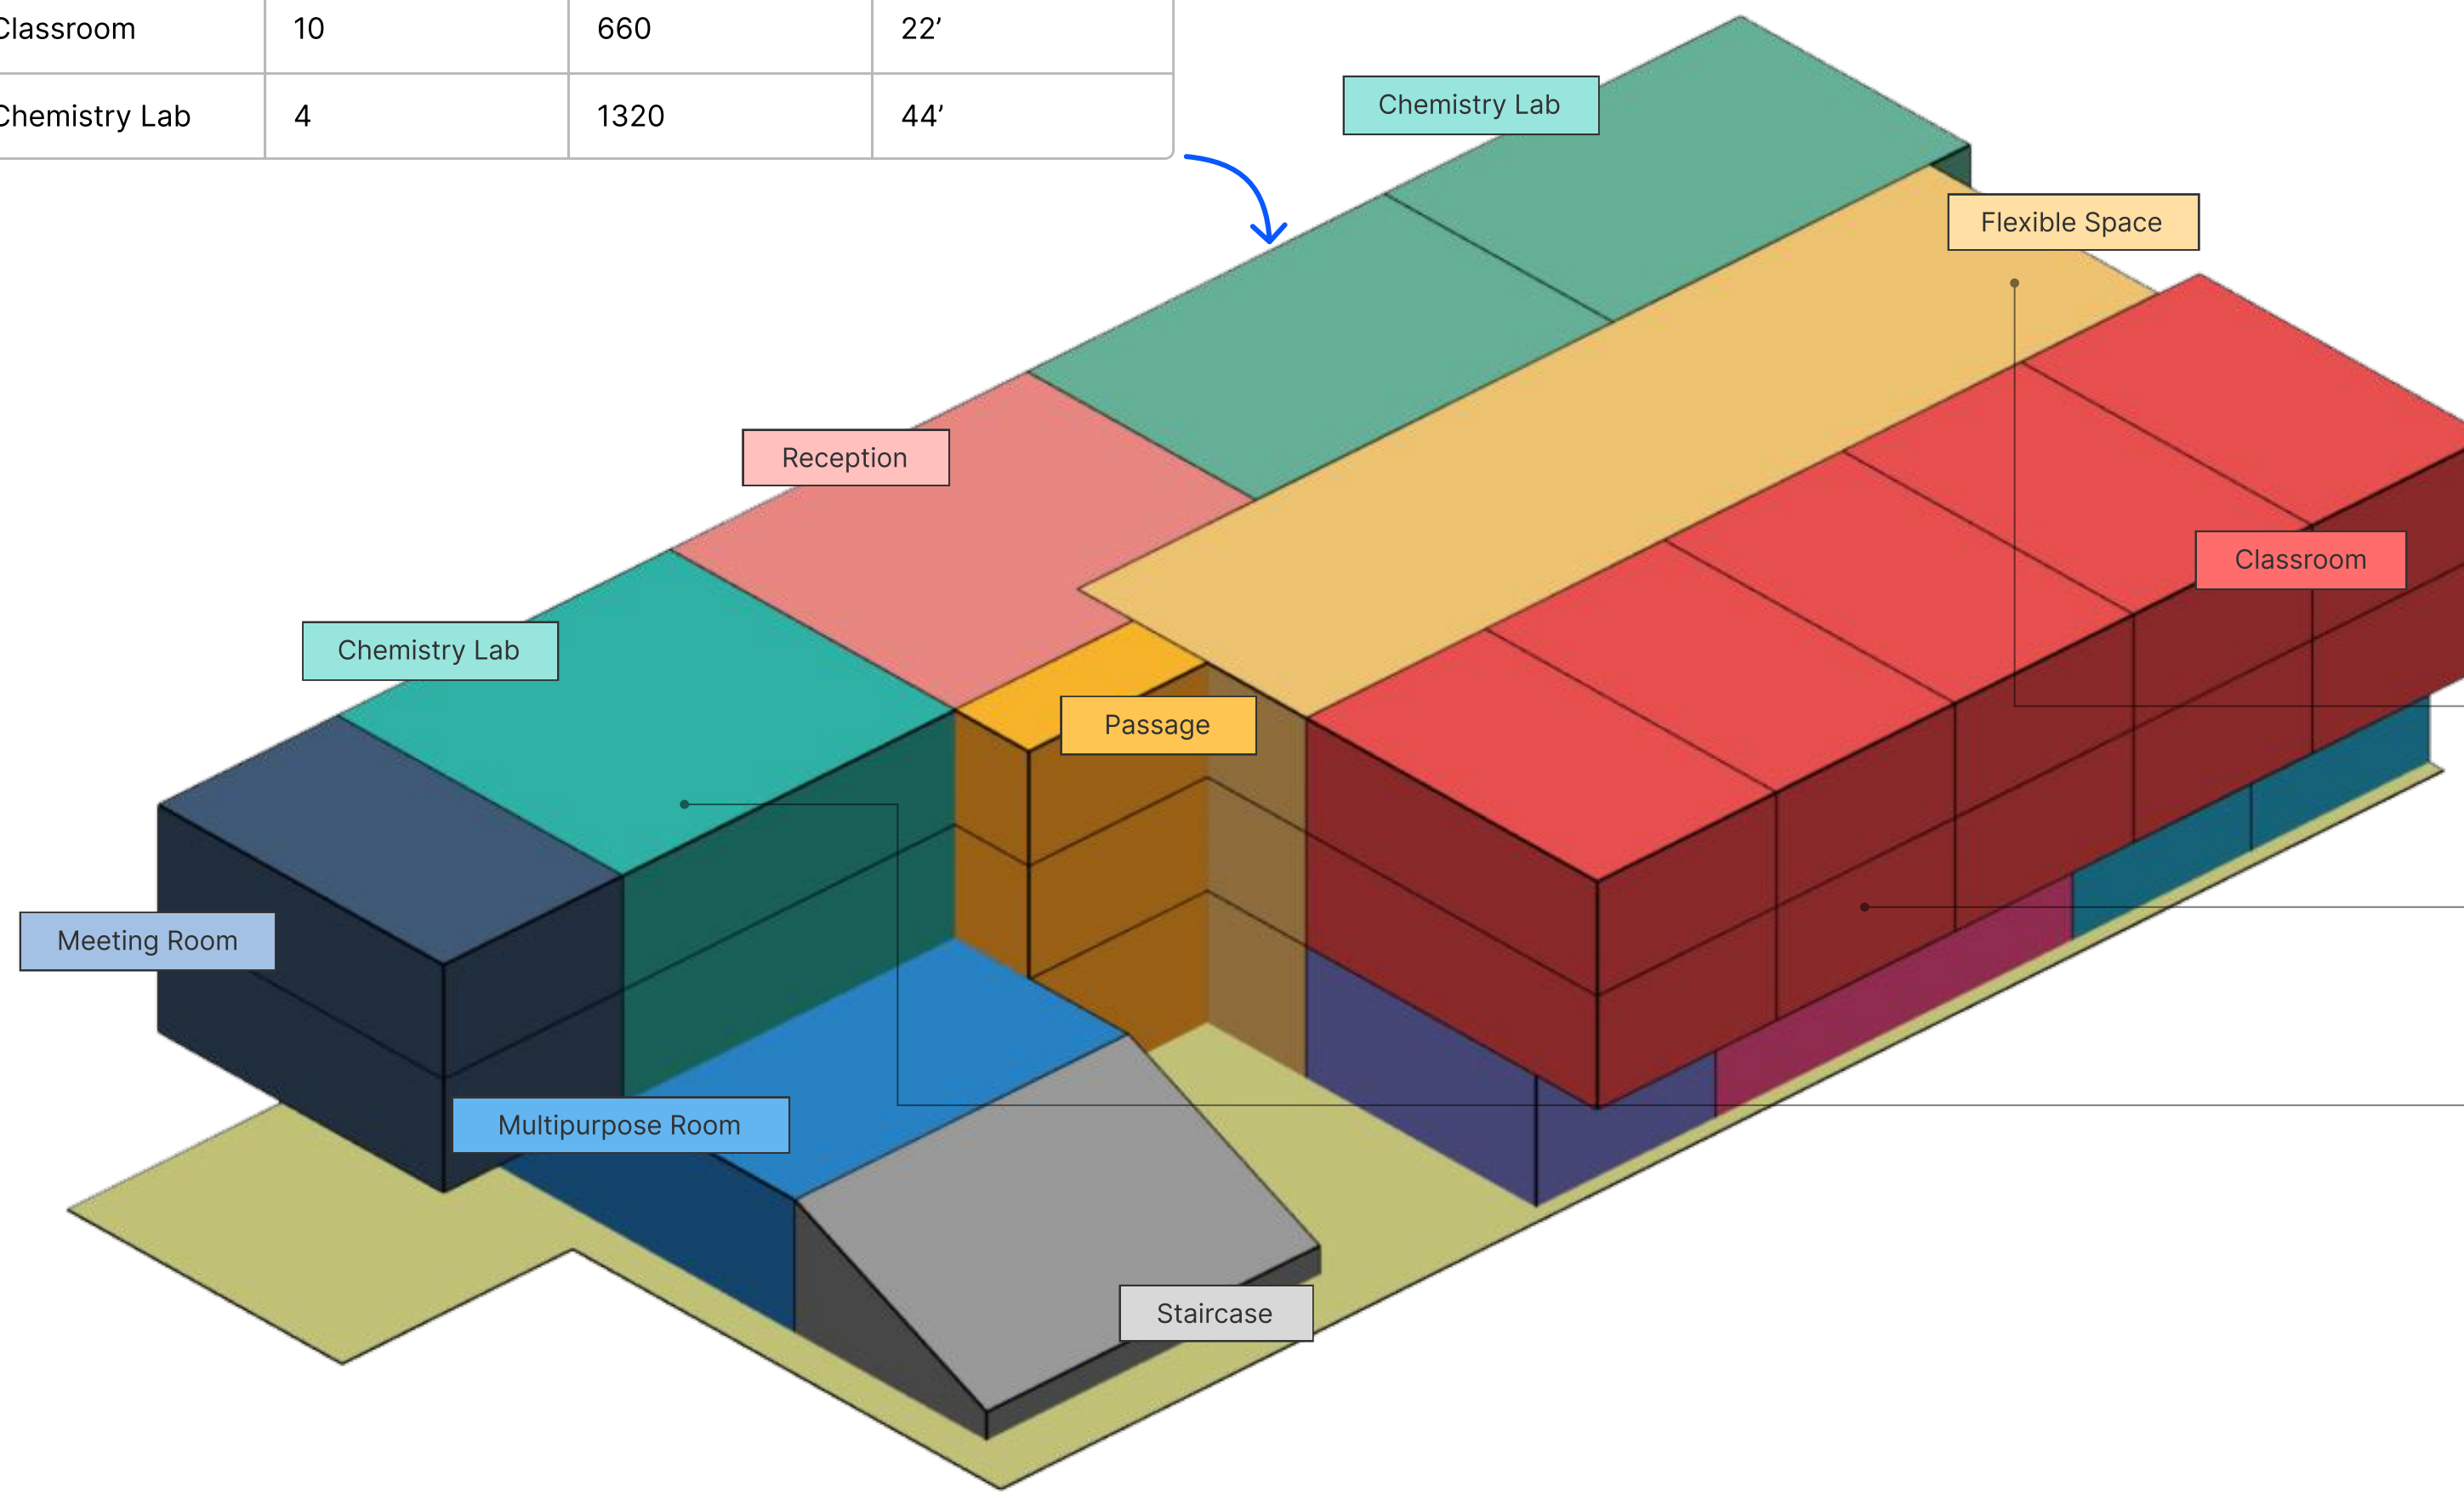 Classroom 10 660 22’
Chemistry Lab 4 1320 44’
Chemistry Lab
Flexible Space
Reception
Classroom
Chemistry Lab
Passage
Meeting Room
Multipurpose Room
Staircase